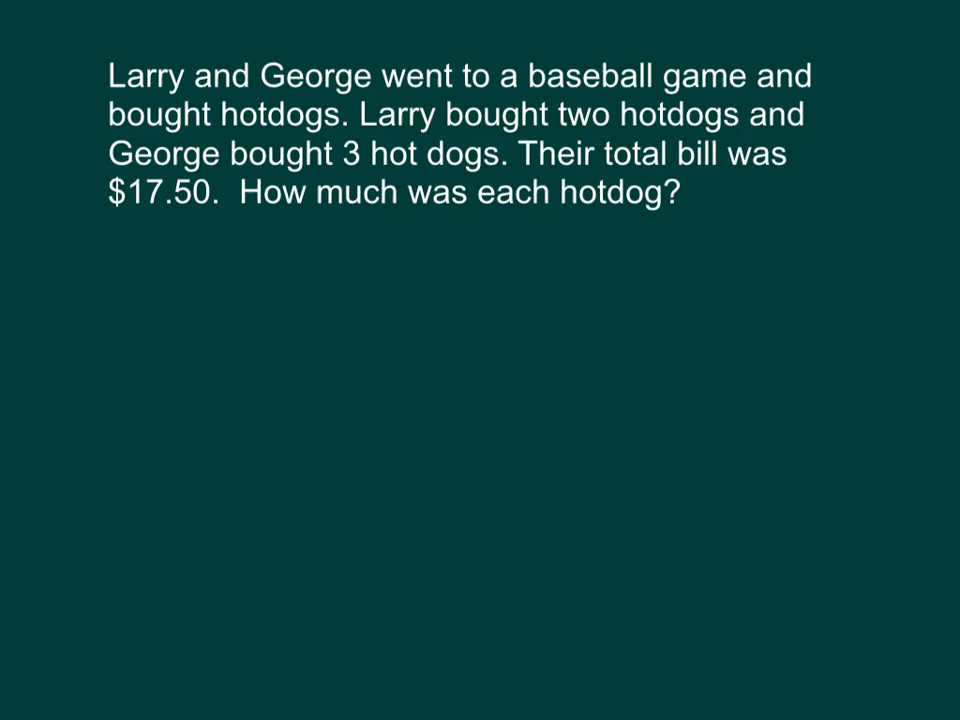 Larry and George went to a baseball game and
bought hotdogs. Larry bought two hotdogs and
George bought 3 hot dogs. Their total bill was
$17.50.  How much was each hotdog?